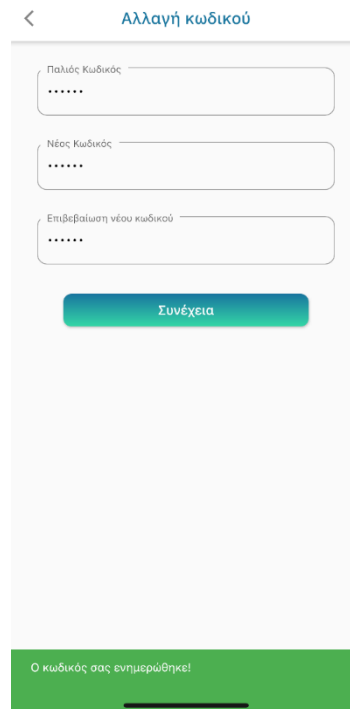 Αλλαγή κωδικού
Παλιός Κωδικός
••••••
Νέος Κωδικός
••••••
Επιβεβαίωση νέου κωδικού
••••••
Συνέχεια
Ο κωδικός σας ενημερώθηκε!